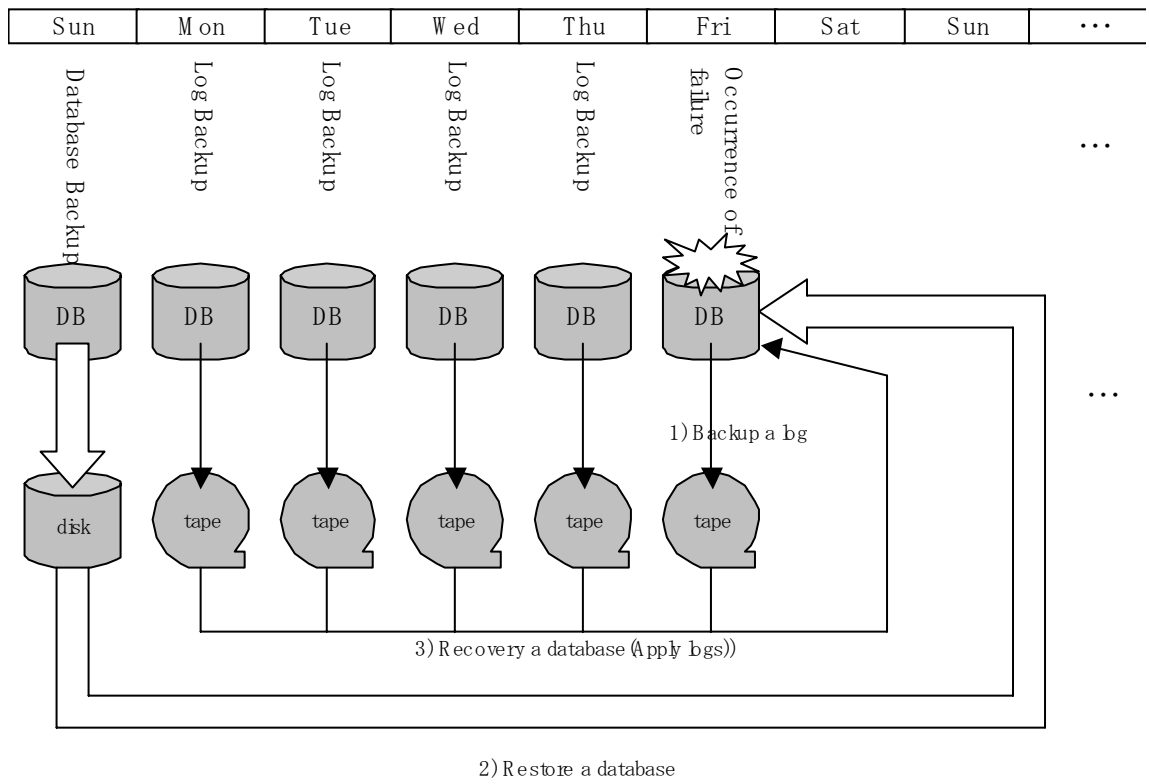 Sun Mon Tue Wed Thu Fri Sat Sun ...
Database Backup
Log Backup
Log Backup
Log Backup
Log Backup
Occurrence of
failure
...
DB DB DB DB DB DB
...
1) Backup a log
disk tape tape tape tape tape
3) Recovery a database (Apply logs))
2) Restore a database